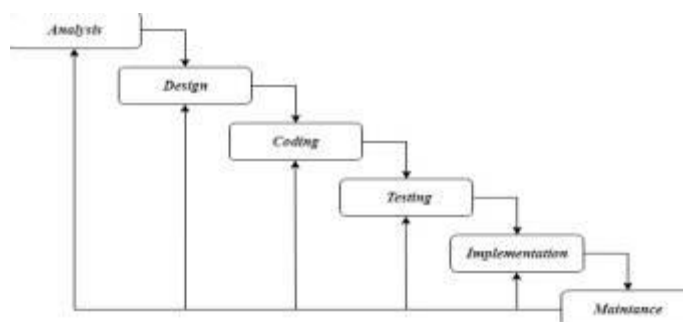 Analysis
Design
Coding
Testing
Implementation
Maintance